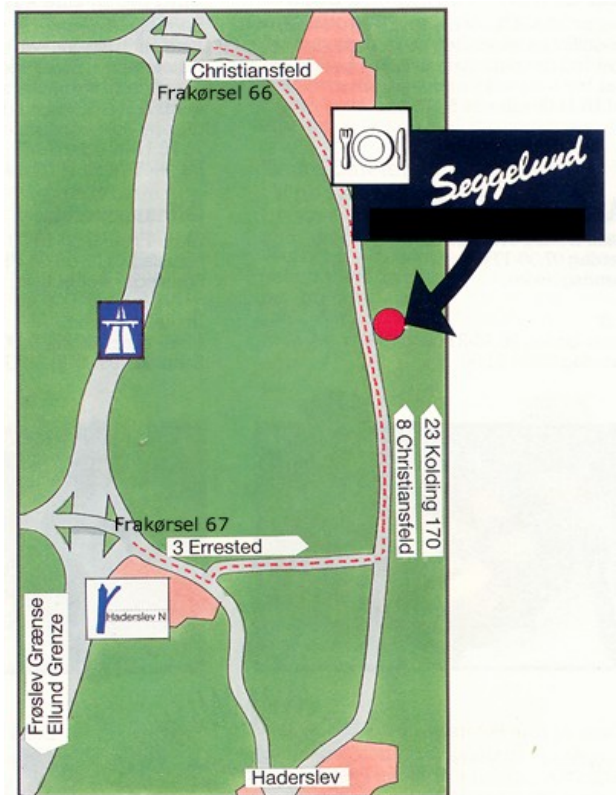 Christiansfeld
Frakørsel 66
Seggelund
23 Kolding 170
8 Christiansfeld
Frakørsel 67
3 Errested
Haderslev N
Frøslev Grænse
Ellund Grenze
Haderslev